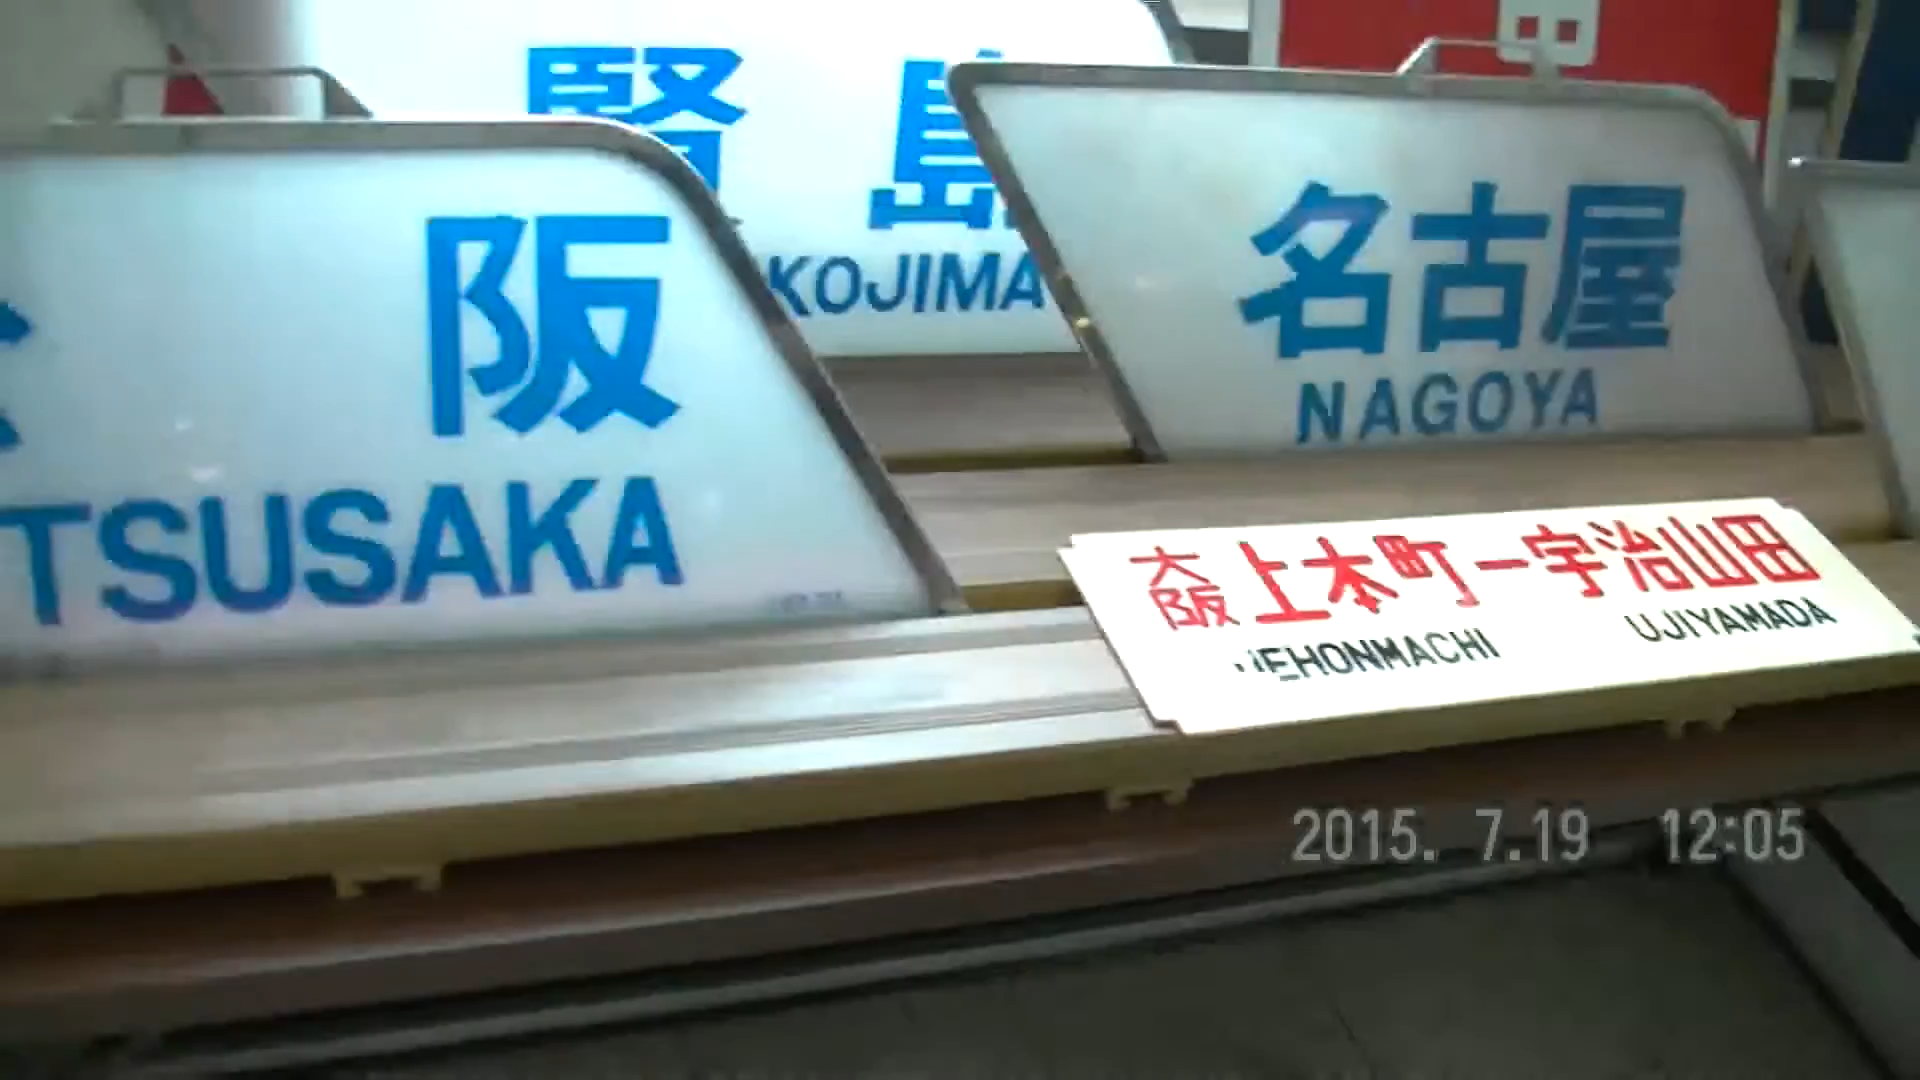 賢島
KOJIMA
名古屋
NAGOYA
阪
TSUSAKA
大阪上本町ー宇治山田
UEHONMACHI UJIYAMADA
2015. 7.19 12:05